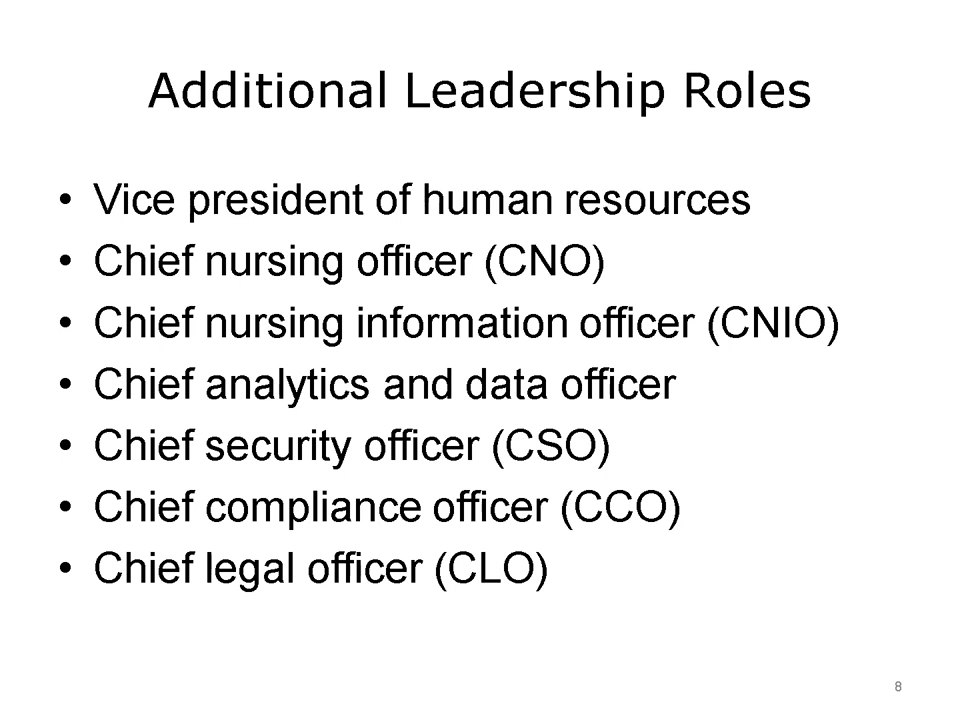 Additional Leadership Roles
• Vice president of human resources
• Chief nursing officer (CNO)
• Chief nursing information officer (CNIO)
• Chief analytics and data officer
• Chief security officer (CSO)
• Chief compliance officer (CCO)
• Chief legal officer (CLO)
8